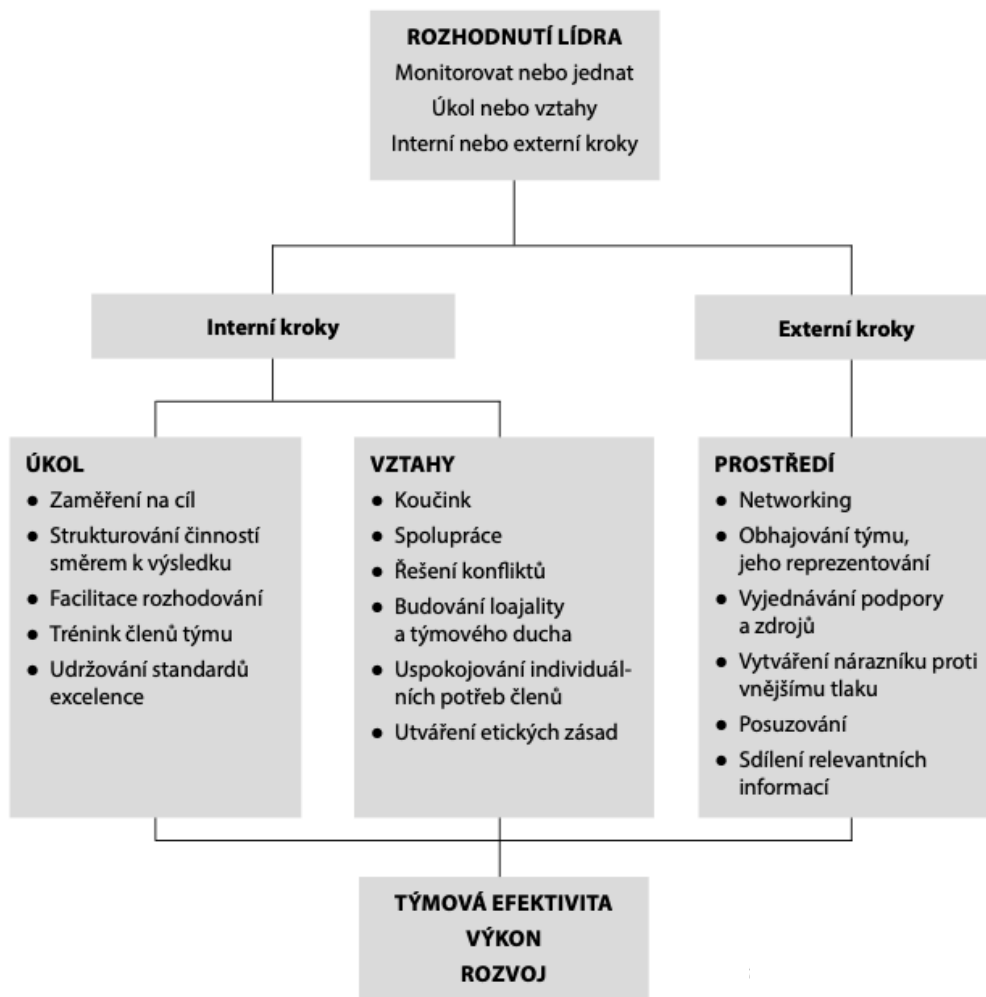 ROZHODNUTÍ LÍDRA
Monitorovat nebo jednat
Úkol nebo vztahy
Interní nebo externí kroky
Interní kroky
Externí kroky
ÚKOL
● Zaměření na cíl
● Strukturování činností
směrem k výsledku
● Facilitace rozhodování
● Trénink členů týmu
● Udržování standardů
excelence
VZTAHY
● Koučink
● Spolupráce
● Řešení konfliktů
● Budování loajality
a týmového ducha
● Uspokojování individuál-
ních potřeb členů
● Utváření etických zásad
PROSTŘEDÍ
● Networking
● Obhajování týmu,
jeho reprezentování
● Vyjednávání podpory
a zdrojů
● Vytváření nárazníku proti
vnějšímu tlaku
● Posuzování
● Sdílení relevantních
informací
TÝMOVÁ EFEKTIVITA
VÝKON
ROZVOJ